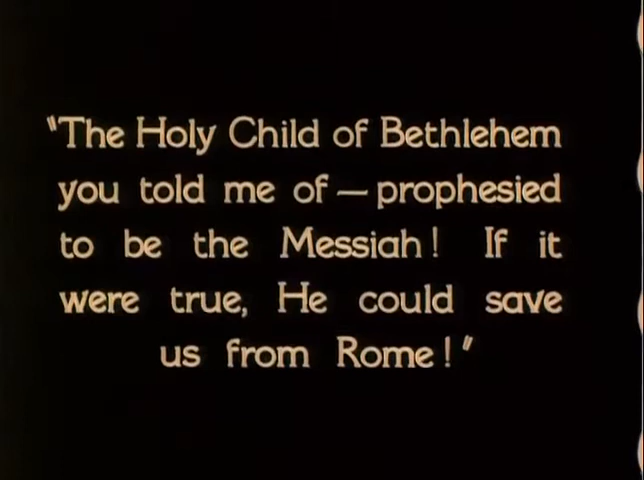 "The Holy Child of Bethlehem
you told me of — prophesied
to be the Messiah! If it
were true, He could save
us from Rome!"